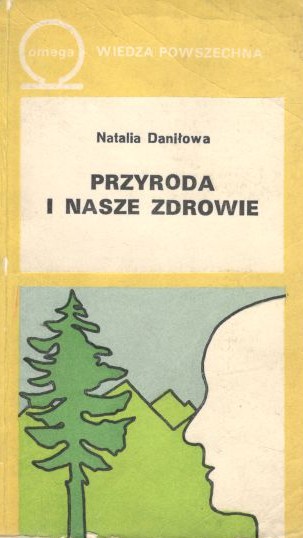 omega WIEDZA POWSZECHNA
Natalia Daniłowa
PRZYRODA
I NASZE ZDROWIE